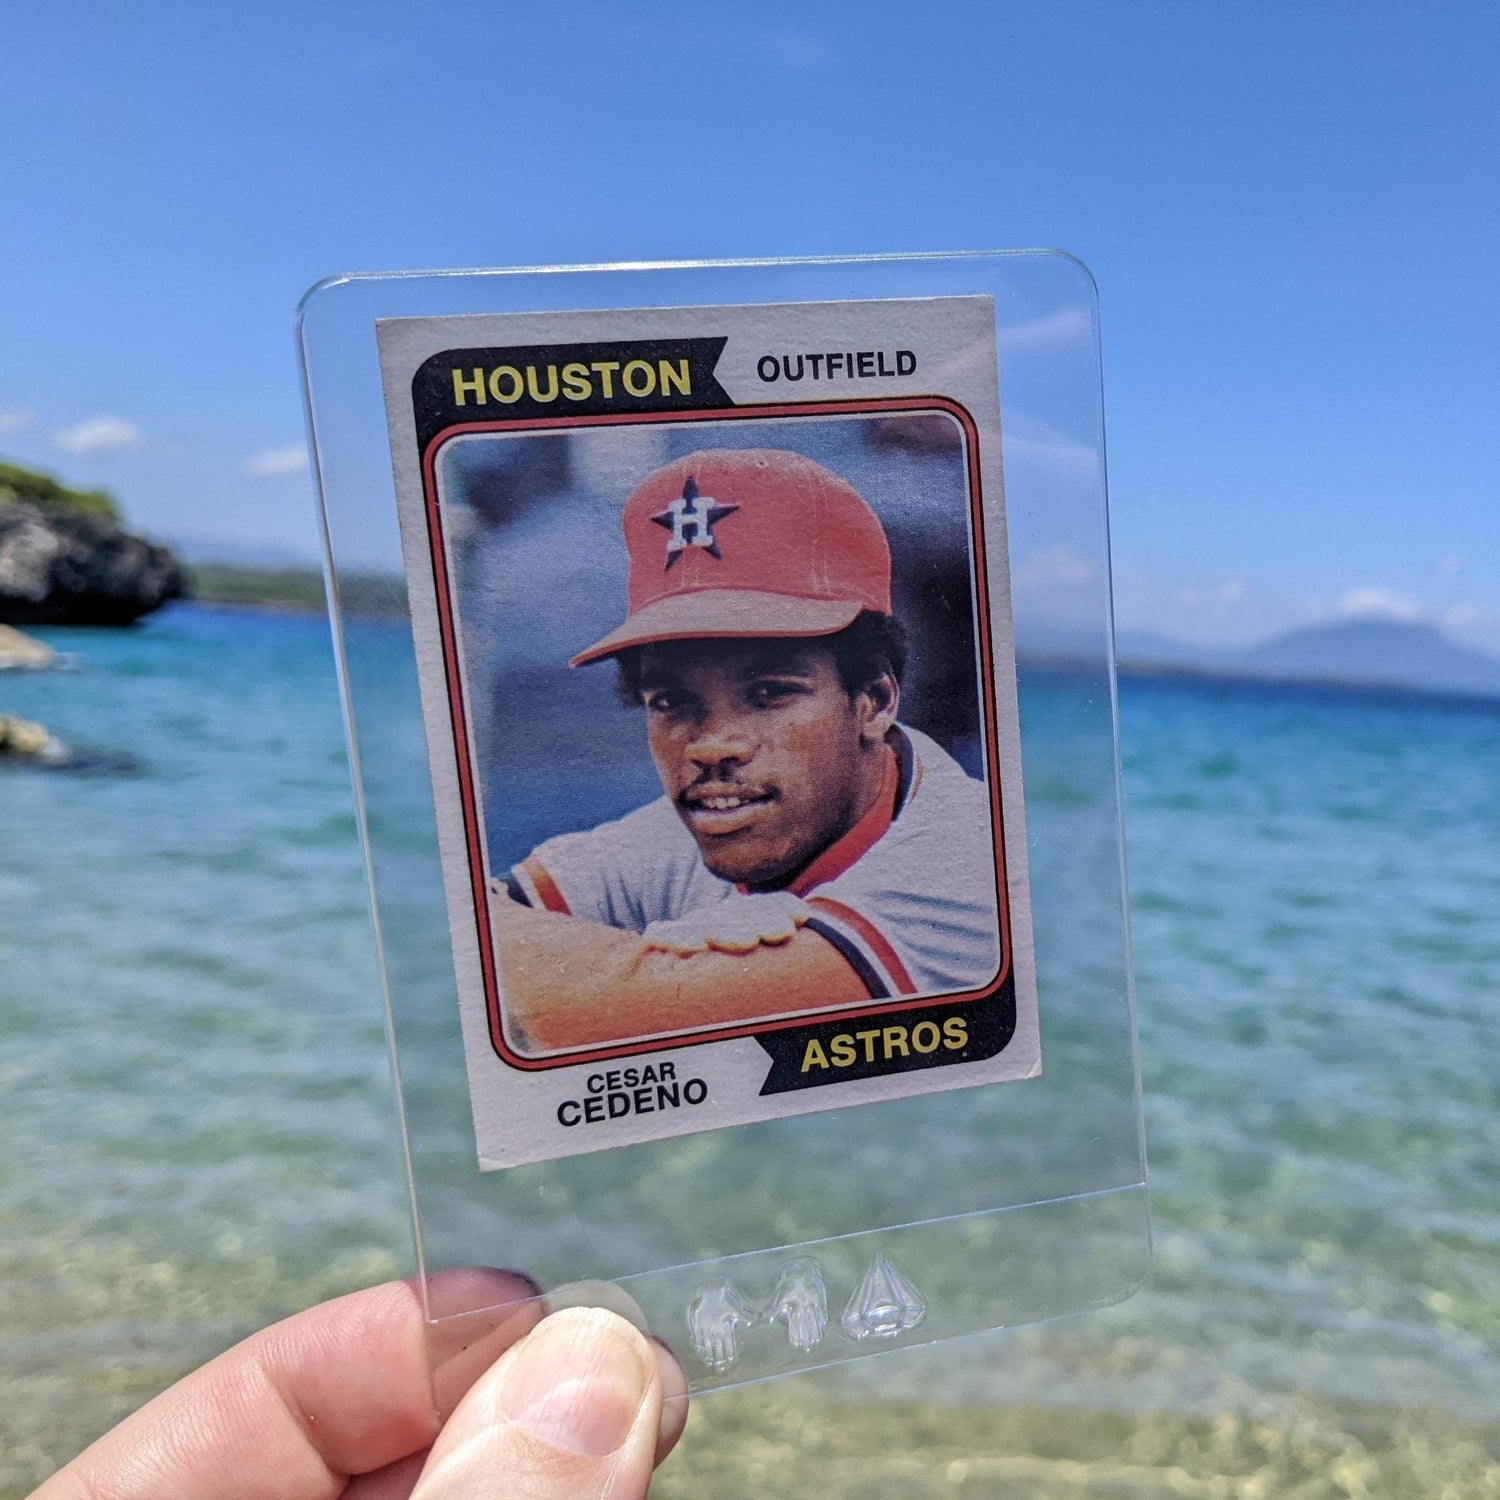 HOUSTON
OUTFIELD
H
CESAR
CEDENO
ASTROS